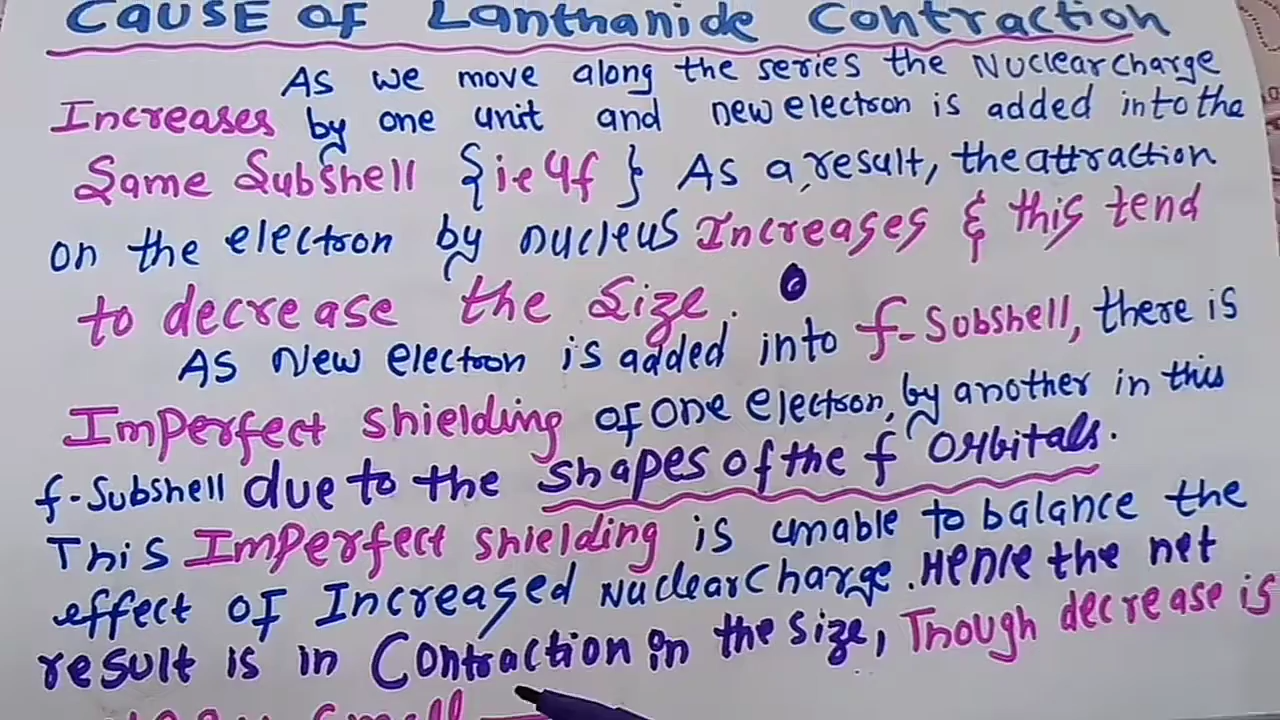 CAUSE OF Lanthanide Contraction
As we move along the series the Nuclear charge
Increases by one unit and new electron is added into the
Same Subshell {i.e 4f} As a result, the attraction
on the electron by nucleus Increases & this tend
to decrease the Size.
As New electron is added into f-Subshell, there is
Imperfect shielding of one electron, by another in this
f-Subshell due to the shapes of the f orbitals.
This Imperfect shielding is unable to balance the
effect of Increased Nuclear charge. Hence the net
result is in Contraction in the size, Though decrease is